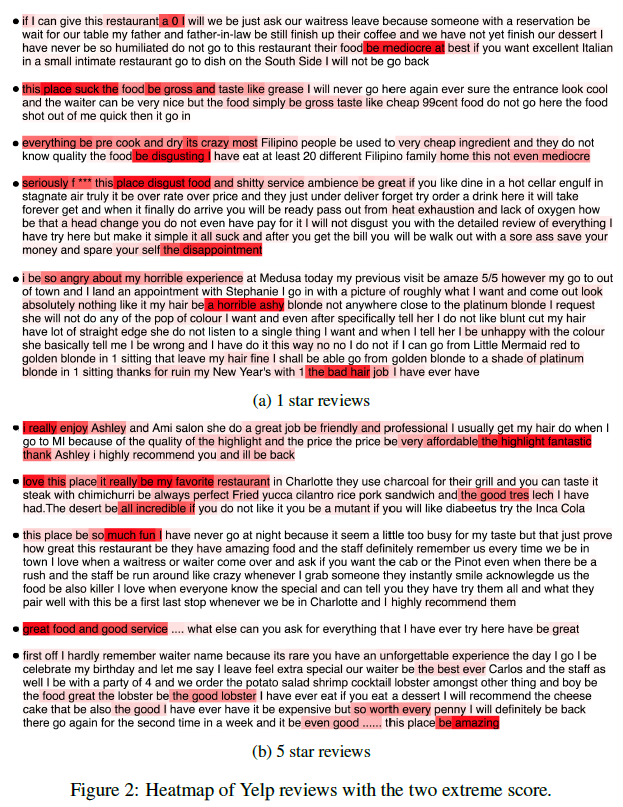 • if I can give this restaurant a 0 I will we be just ask our waitress leave because someone with a reservation be
wait for our table my father and father-in-law be still finish up their coffee and we have not yet finish our dessert I
have never be so humiliated do not go to this restaurant their food be mediocre at best if you want excellent Italian
in a small intimate restaurant go to dish on the South Side I will not be go back
• this place suck the food be gross and taste like grease I will never go here again ever sure the entrance look cool
and the waiter can be very nice but the food simply be gross taste like cheap 99cent food do not go here the food
shot out of me quick then it go in
• everything be pre cook and dry its crazy most Filipino people be used to very cheap ingredient and they do not
know quality the food be disgusting I have eat at least 20 different Filipino family home this not even mediocre
• seriously f *** this place disgust food and shitty service ambience be great if you like dine in a hot cellar engulf in
stagnate air truly it be over rate over price and they just under deliver forget try order a drink here it will take
forever get and when it finally do arrive you will be ready pass out from heat exhaustion and lack of oxygen how
be that a head change you do not even have pay for it I will not disgust you with the detailed review of everything I
have try here but make it simple it all suck and after you get the bill you will be walk out with a sore ass save your
money and spare your self the disappointment
• i be so angry about my horrible experience at Medusa today my previous visit be amaze 5/5 however my go to out
of town and I land an appointment with Stephanie I go in with a picture of roughly what I want and come out look
absolutely nothing like it my hair be a horrible ashy blonde not anywhere close to the platinum blonde I request
she will not do any of the pop of colour I want and even after specifically tell her I do not like blunt cut my hair
have lot of straight edge she do not listen to a single thing I want and when I tell her I be unhappy with the colour
she basically tell me I be wrong and I have do it this way no no I do not if I can go from Little Mermaid red to
golden blonde in 1 sitting that leave my hair fine I shall be able go from golden blonde to a shade of platinum
blonde in 1 sitting thanks for ruin my New Year's with 1 the bad hair job I have ever have
(a) 1 star reviews
• i really enjoy Ashley and Ami salon she do a great job be friendly and professional I usually get my hair do when I
go to MI because of the quality of the highlight and the price the price be very affordable the highlight fantastic
thank Ashley i highly recommend you and ill be back
• love this place it really be my favorite restaurant in Charlotte they use charcoal for their grill and you can taste it
steak with chimichurri be always perfect Fried yucca cilantro rice pork sandwich and the good tres lech I have
had.The desert be all incredible if you do not like it you be a mutant if you will like diabeetus try the Inca Cola
• this place be so much fun I have never go at night because it seem a little too busy for my taste but that just prove
how great this restaurant be they have amazing food and the staff definitely remember us every time we be in
town I love when a waitress or waiter come over and ask if you want the cab or the Pinot even when there be a
rush and the staff be run around like crazy whenever I grab someone they instantly smile acknowlegde us the
food be also killer I love when everyone know the special and can tell you they have try them all and what they
pair well with this be a first last stop whenever we be in Charlotte and I highly recommend them
• great food and good service .... what else can you ask for everything that I have ever try here have be great
• first off I hardly remember waiter name because its rare you have an unforgettable experience the day I go I be
celebrate my birthday and let me say I leave feel extra special our waiter be the best ever Carlos and the staff as
well I be with a party of 4 and we order the potato salad shrimp cocktail lobster amongst other thing and boy be
the food great the lobster be the good lobster I have ever eat if you eat a dessert I will recommend the cheese
cake that be also the good I have ever have it be expensive but so worth every penny I will definitely be back
there go again for the second time in a week and it be even good ...... this place be amazing
(b) 5 star reviews
Figure 2: Heatmap of Yelp reviews with the two extreme score.